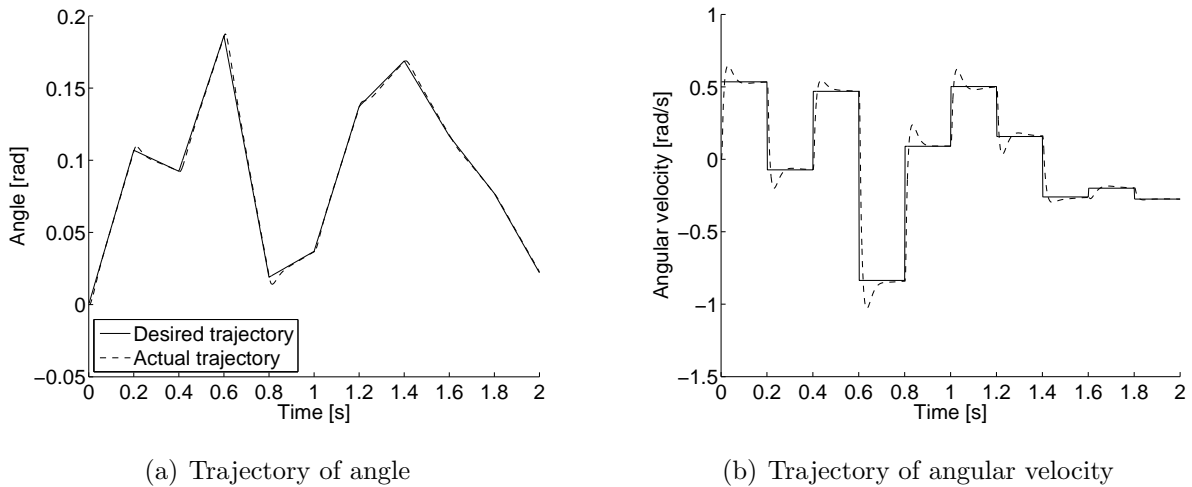 0.2
0.15
0.1
0.05
0
−0.05
Angle [rad]
Desired trajectory
Actual trajectory
0 0.2 0.4 0.6 0.8 1 1.2 1.4 1.6 1.8 2
Time [s]
(a) Trajectory of angle
1
0.5
0
−0.5
−1
−1.5
Angular velocity [rad/s]
0 0.2 0.4 0.6 0.8 1 1.2 1.4 1.6 1.8 2
Time [s]
(b) Trajectory of angular velocity